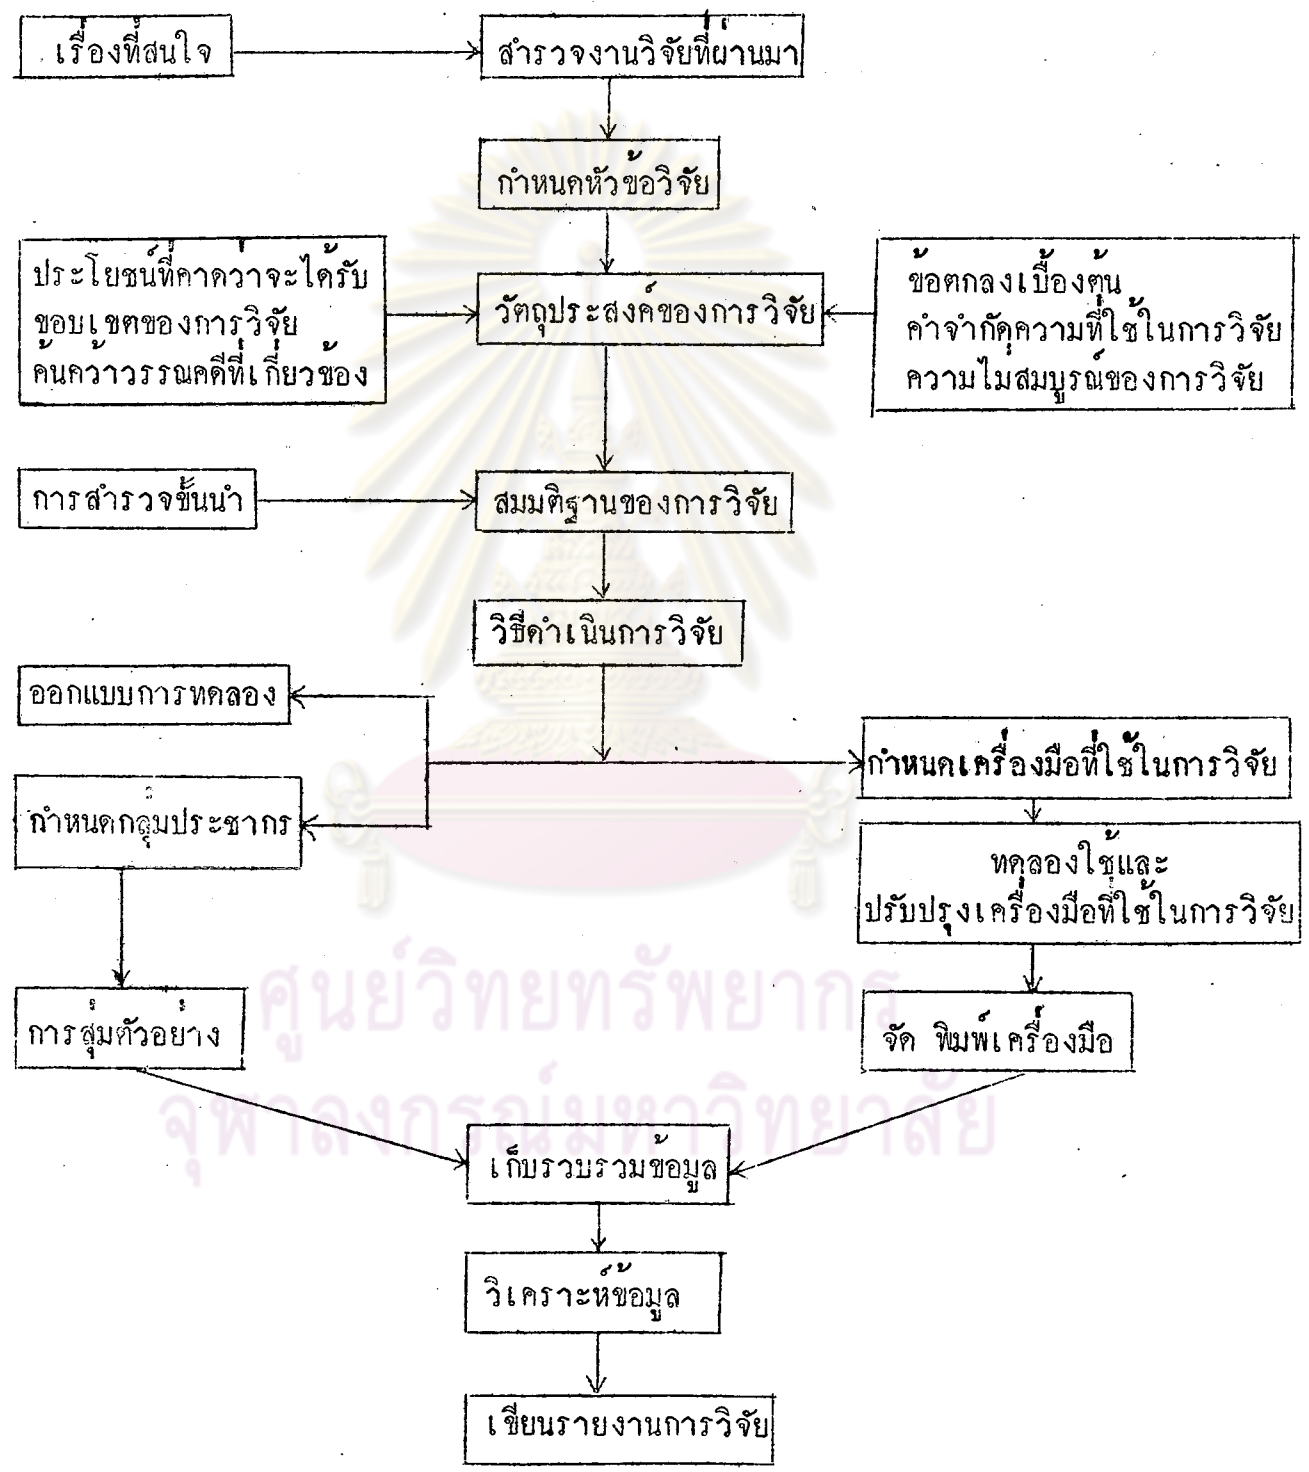 เรื่องที่สนใจ
สำรวจงานวิจัยที่ผ่านมา
กำหนดหัวข้อวิจัย
ประโยชน์ที่คาดว่าจะได้รับ
ขอบเขตของการวิจัย
ค้นคว้าวรรณคดีที่เกี่ยวข้อง
วัตถุประสงค์ของการวิจัย
ข้อตกลงเบื้องต้น
คำจำกัดความที่ใช้ในการวิจัย
ความไม่สมบูรณ์ของการวิจัย
การสำรวจขั้นนำ
สมมติฐานของการวิจัย
วิธีดำเนินการวิจัย
ออกแบบการทดลอง
กำหนดเครื่องมือที่ใช้ในการวิจัย
กำหนดกลุ่มประชากร
ทดลองใช้และ
ปรับปรุงเครื่องมือที่ใช้ในการวิจัย
การสุ่มตัวอย่าง
จัด พิมพ์เครื่องมือ
ศูนย์วิทยทรัพยากร
จุฬาลงกรณ์มหาวิทยาลัย
เก็บรวบรวมข้อมูล
วิเคราะห์ข้อมูล
เขียนรายงานการวิจัย